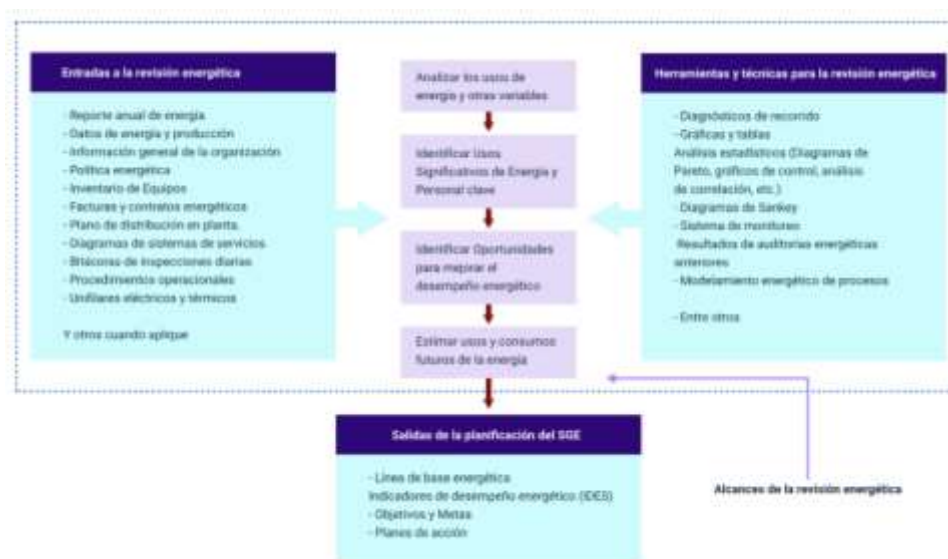 Entradas a la revisión energética
- Reporte anual de energía.
- Datos de energía y producción
- Información general de la organización
- Política energética
- Inventario de Equipos
- Facturas y contratos energéticos
- Plano de distribución en planta.
- Diagramas de sistemas de servicios.
- Bitácoras de inspecciones diarias
- Procedimientos operacionales
- Unifilares eléctricos y térmicos
Y otros cuando aplique
Analizar los usos de
energía y otras variables
Identificar Usos
Significativos de Energía y
Personal clave
Identificar Oportunidades
para mejorar el
desempeño energético
Estimar usos y consumos
futuros de la energía
Herramientas y técnicas para la revisión energética
- Diagnósticos de recorrido
- Gráficas y tablas
Análisis estadísticos (Diagramas de
Pareto, gráficos de control, análisis
de correlación, etc.)
- Diagramas de Sankey
- Sistema de monitoreo
Resultados de auditorias energéticas
anteriores
- Modelamiento energético de procesos
- Entre otros
Salidas de la planificación del SGE
- Línea de base energética
Indicadores de desempeño energético (IDES)
- Objetivos y Metas
- Planes de acción
Alcances de la revisión energética